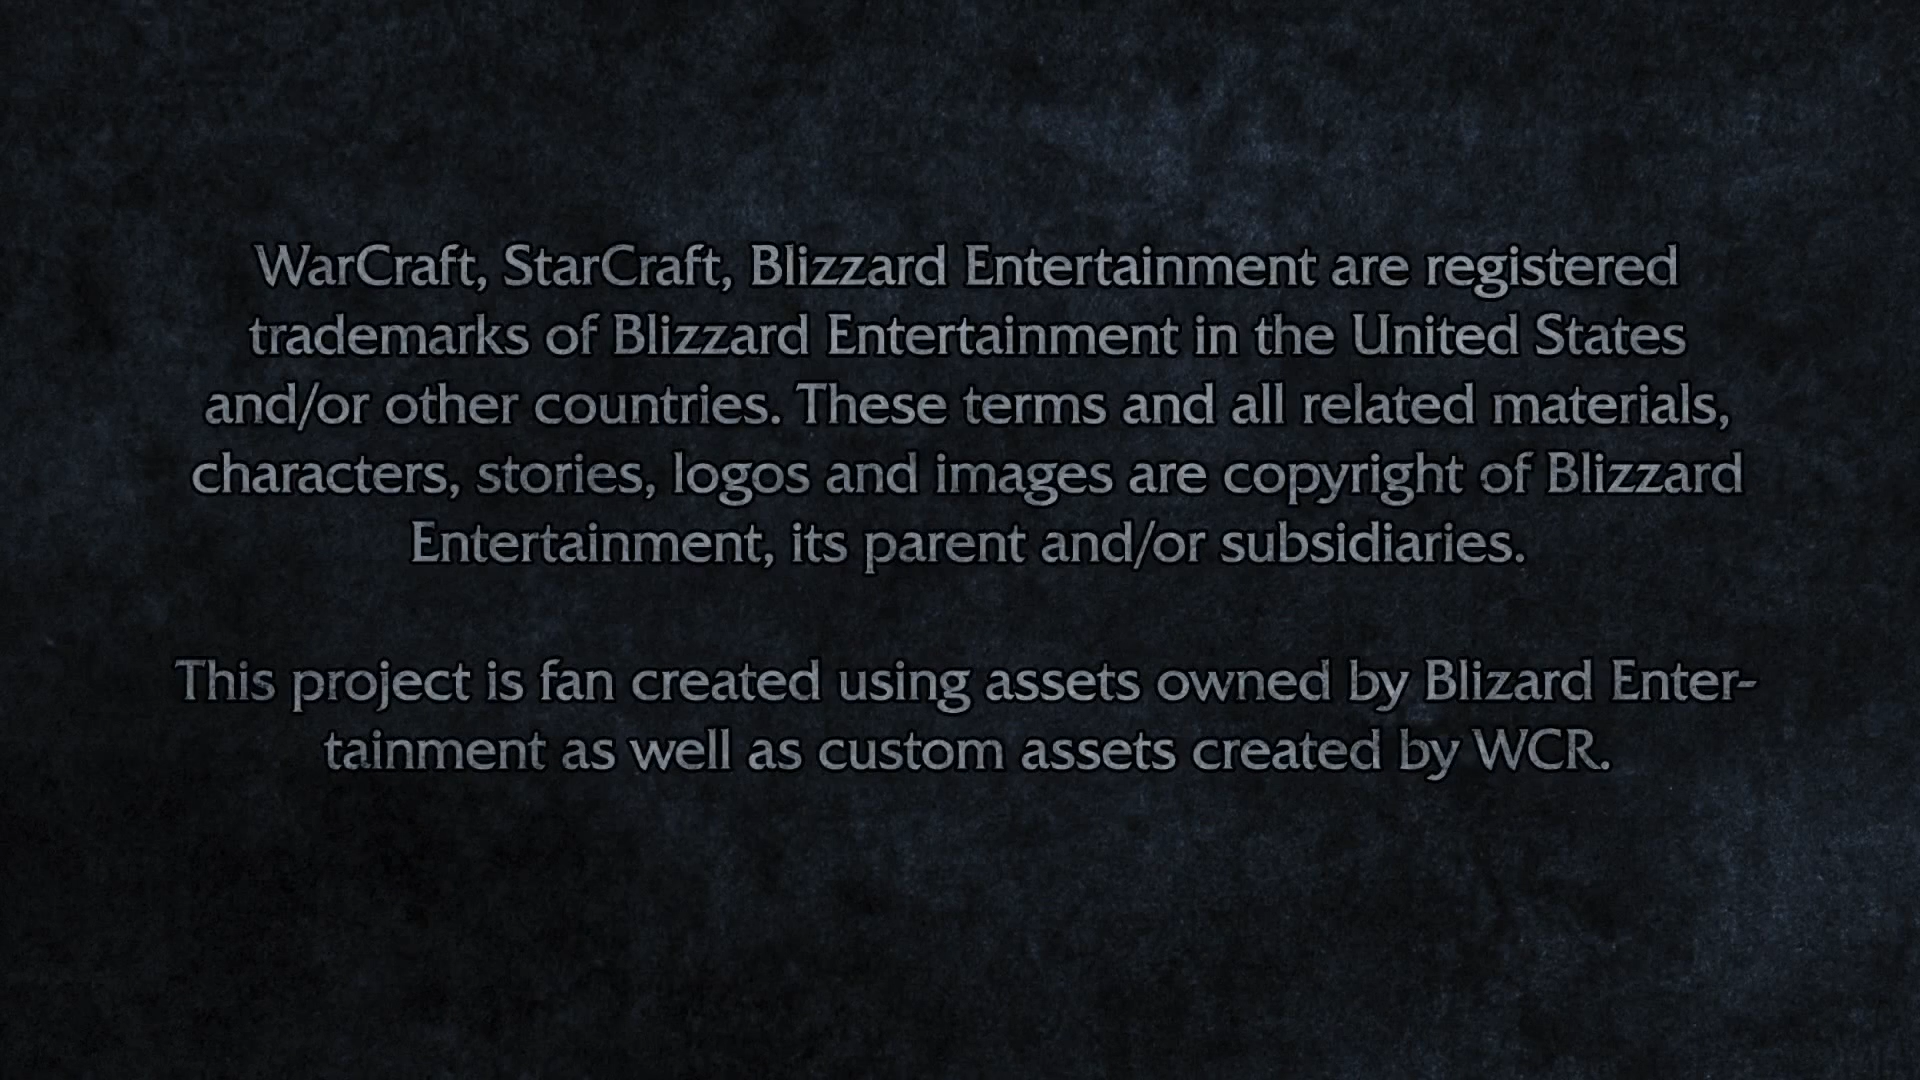 WarCraft, StarCraft, Blizzard Entertainment are registered
trademarks of Blizzard Entertainment in the United States
and/or other countries. These terms and all related materials,
characters, stories, logos and images are copyright of Blizzard
Entertainment, its parent and/or subsidiaries.
This project is fan created using assets owned by Blizard Enter-
tainment as well as custom assets created by WCR.